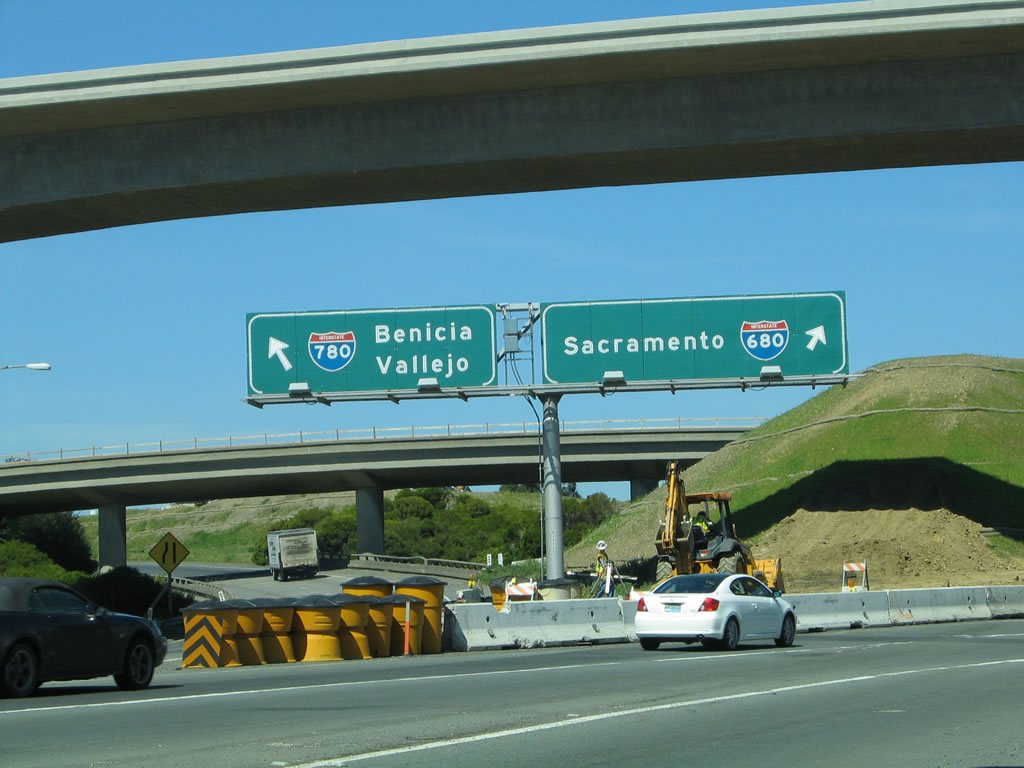 INTERSTATE
780
Benicia
Vallejo
Sacramento
INTERSTATE
680